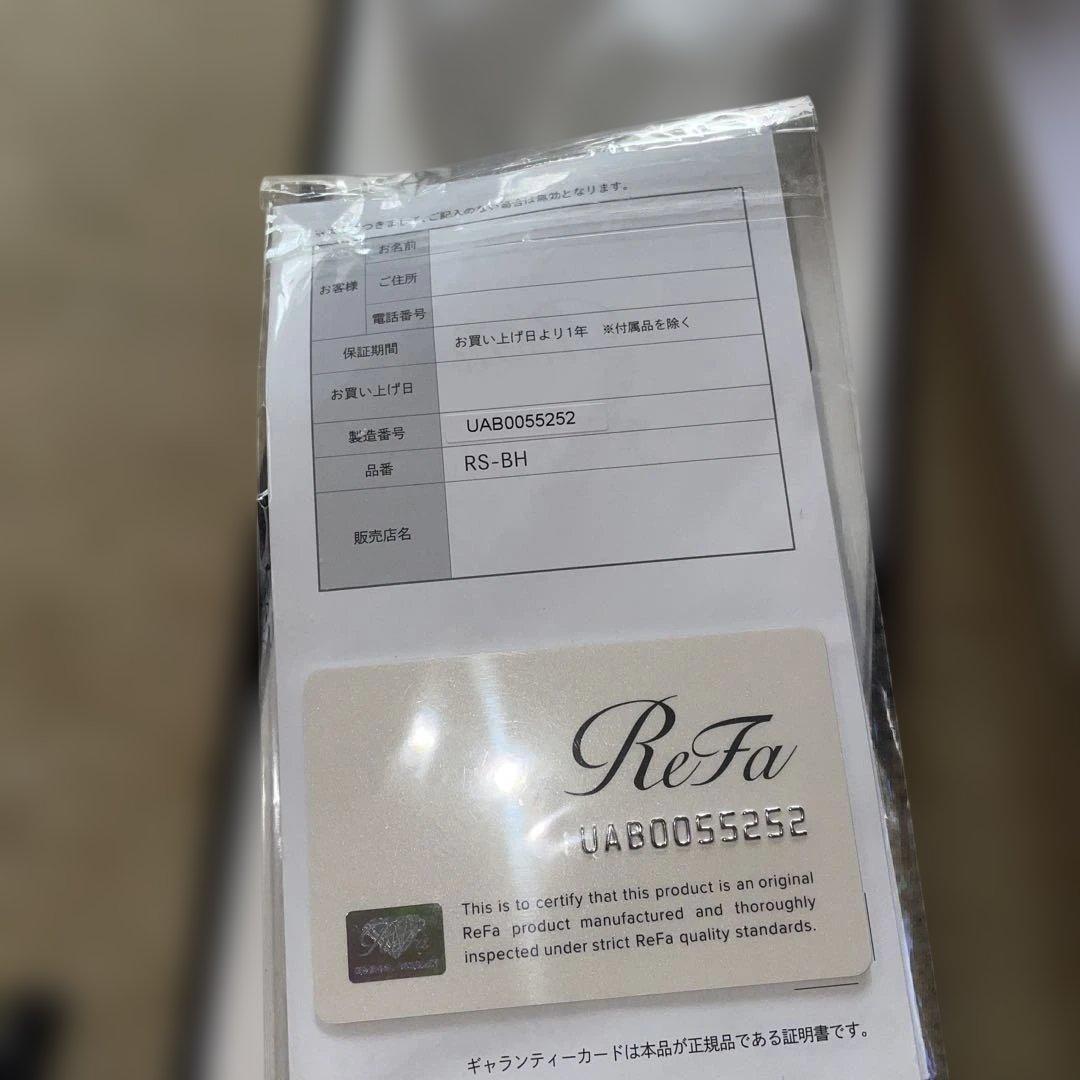 つきまして、ご記入のない場合は無効となります。
お客様
お名前
ご住所
電話番号
保証期間 お買い上げ日より1年 ※付属品を除く
お買い上げ日
製造番号 UAB0055252
品番 RS-BH
販売店名
ReFa
UAB0055252
This is to certify that this product is an original
ReFa product manufactured and thoroughly
inspected under strict ReFa quality standards.
ギャランティーカードは本品が正規品である証明書です。